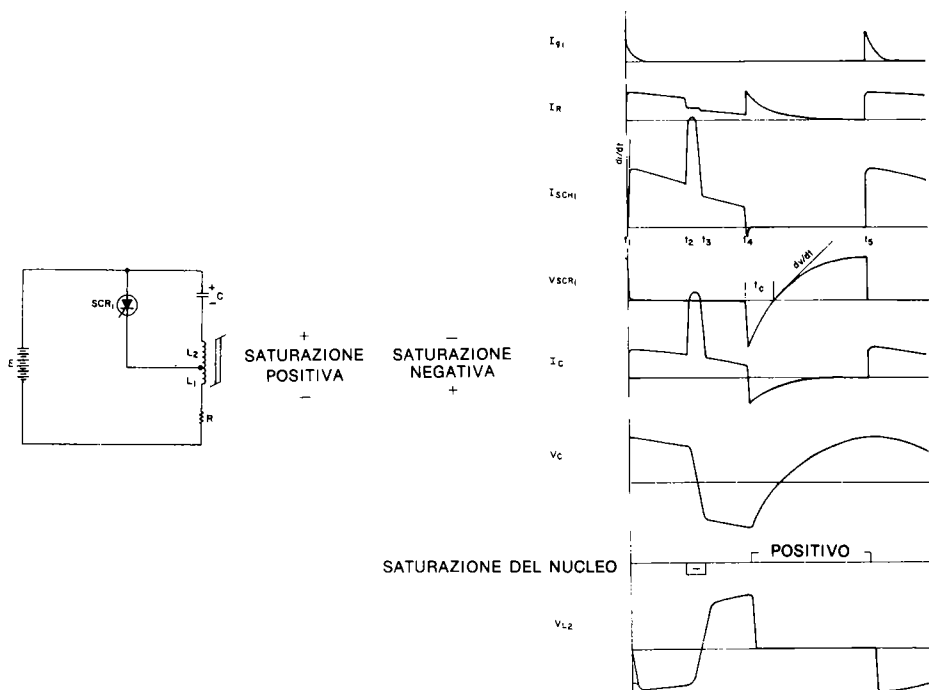 Ig1
IR
di/dt
ISCR1
t1 t2 t3 t4 t5
VSCR1
tc
dv/dt
IC
VC
SATURAZIONE DEL NUCLEO
−
POSITIVO
VL2
E
SCR1
+
−
C
L2
L1
R
+
SATURAZIONE
POSITIVA
−
−
SATURAZIONE
NEGATIVA
+